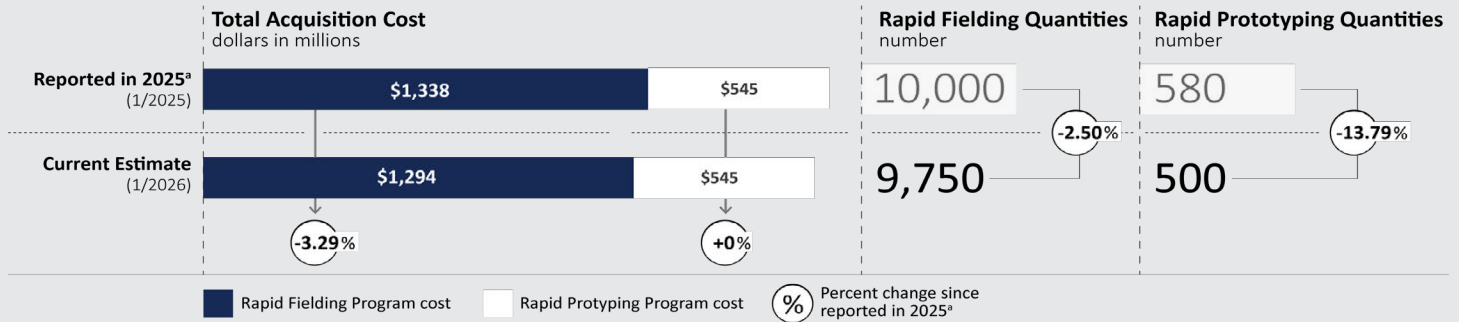 Total Acquisition Cost
dollars in millions
Rapid Fielding Quantities
number
Rapid Prototyping Quantities
number
Reported in 2025ᵃ
(1/2025)
$1,338
$545
10,000
580
-2.50%
-13.79%
Current Estimate
(1/2026)
$1,294
$545
9,750
500
-3.29%
+0%
Rapid Fielding Program cost
Rapid Protyping Program cost
%
Percent change since
reported in 2025ᵃ